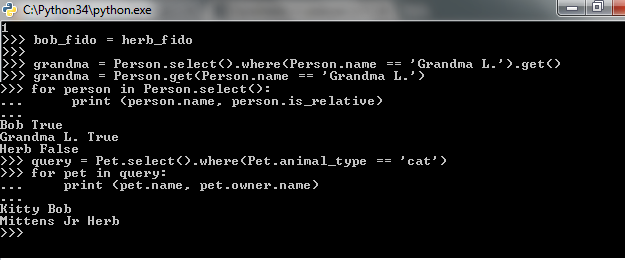 C:\Python34\python.exe
1
>>> bob_fido = herb_fido
>>>
>>> grandma = Person.select().where(Person.name == 'Grandma L.').get()
>>> grandma = Person.get(Person.name == 'Grandma L.')
>>> for person in Person.select():
...     print (person.name, person.is_relative)
...
Bob True
Grandma L. True
Herb False
>>> query = Pet.select().where(Pet.animal_type == 'cat')
>>> for pet in query:
...     print (pet.name, pet.owner.name)
...
Kitty Bob
Mittens Jr Herb
>>>